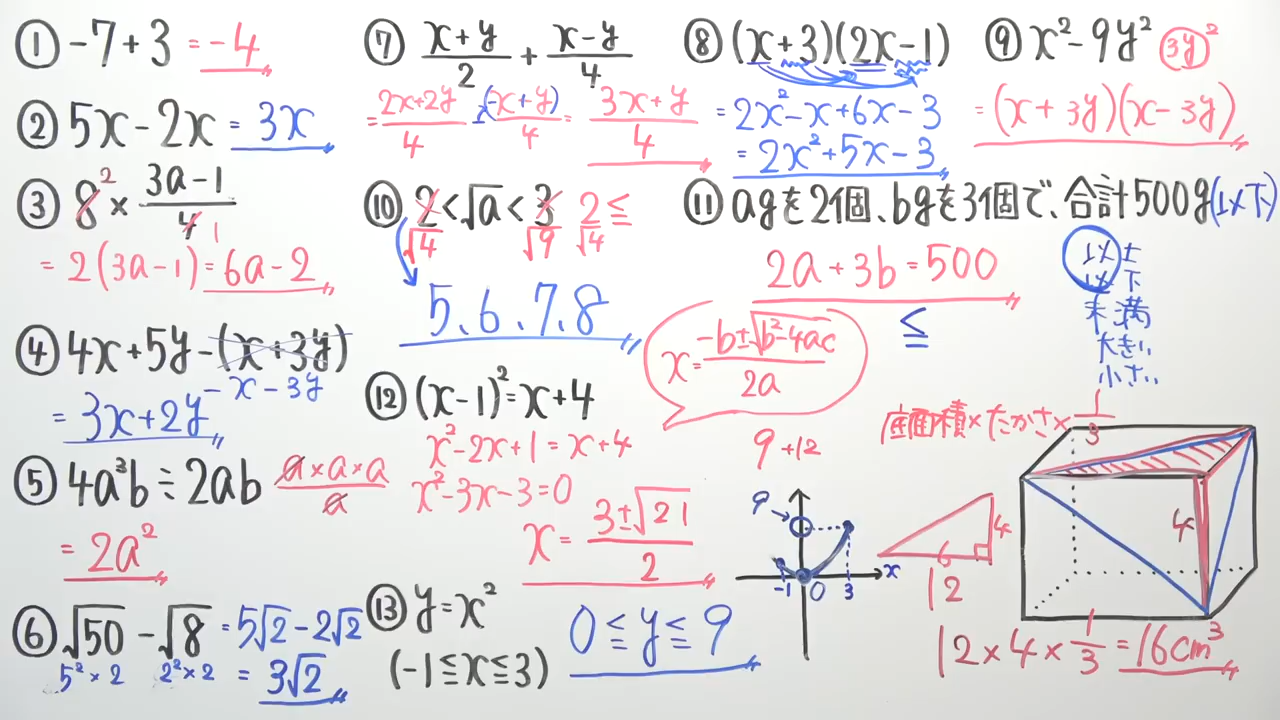 ① -7+3 = -4
② 5x-2x = 3x
③ 8 2 × (3a-1)/4 1
= 2(3a-1) = 6a-2
④ 4x+5y-(x+3y)
-x-3y
= 3x+2y
⑤ 4a³b÷2ab a×a×a/a
= 2a²
⑥ √50-√8 = 5√2-2√2
5²×2 2²×2 = 3√2
⑦ (x+y)/2 + (x-y)/4
= (2x+2y)/4 + (x-y)/4 = (3x+y)/4
⑧ (x+3)(2x-1)
= 2x²-x+6x-3
= 2x²+5x-3
⑨ x²-9y² (3y)²
= (x+3y)(x-3y)
⑩ 2<√a<3 2≦
√4 √9 √4
5、6、7、8
⑪ agを2個、bgを3個で、合計500g(以下)
2a+3b=500
≦
以上
以下
未満
大きい
小さい
x = (-b±√b²-4ac)/2a
⑫ (x-1)²=x+4
x²-2x+1=x+4
x²-3x-3=0
9+12
x = (3±√21)/2
⑬ y=x²
(-1≦x≦3)
0≦y≦9
9
-1 0 3 x
底面積×たかさ×1/3
4
6
12
4
12×4×1/3=16cm³